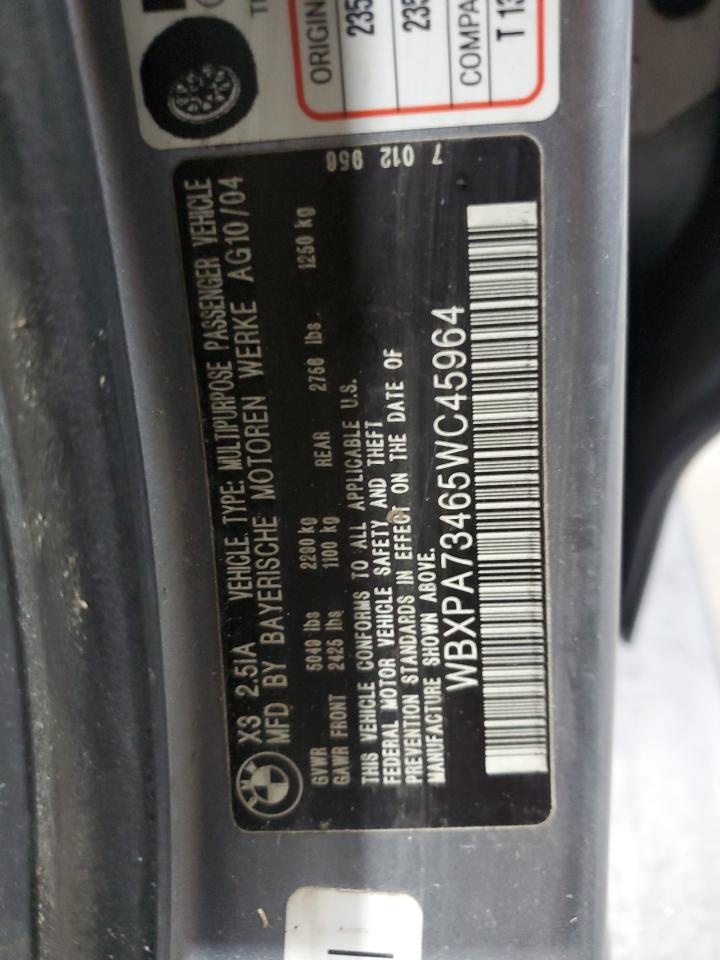 ORIGIN
235
235
COMPA
T 13
7 012 958
X3 2.5iA VEHICLE TYPE: MULTIPURPOSE PASSENGER VEHICLE
MFD BY BAYERISCHE MOTOREN WERKE AG10/04
GVWR 5040 lbs 2290 kg
GAWR FRONT 2425 lbs 1100 kg REAR 2756 lbs 1250 kg
THIS VEHICLE CONFORMS TO ALL APPLICABLE U.S.
FEDERAL MOTOR VEHICLE SAFETY AND THEFT
PREVENTION STANDARDS IN EFFECT ON THE DATE OF
MANUFACTURE SHOWN ABOVE.
WBXPA73465WC45964